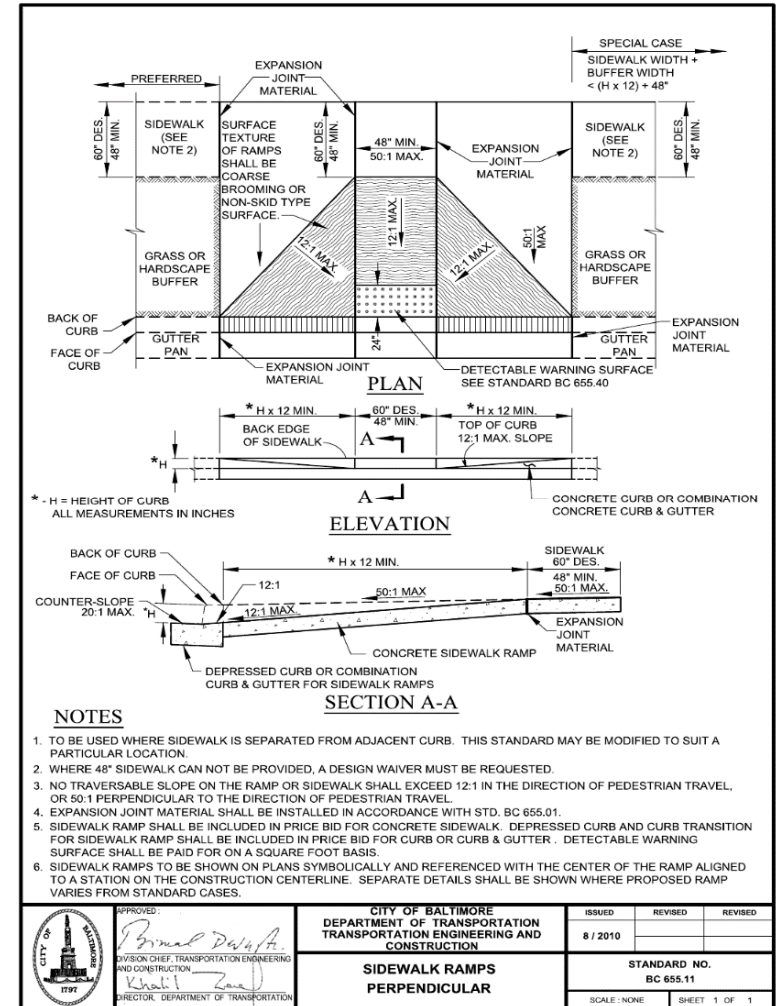 SPECIAL CASE
SIDEWALK WIDTH +
BUFFER WIDTH
< (H x 12) + 48"
PREFERRED
EXPANSION
JOINT
MATERIAL
60" DES.
48" MIN.
SIDEWALK
(SEE
NOTE 2)
SURFACE
TEXTURE
OF RAMPS
SHALL BE
COARSE
BROOMING OR
NON-SKID TYPE
SURFACE.
60" DES.
48" MIN.
48" MIN.
50:1 MAX.
EXPANSION
JOINT
MATERIAL
SIDEWALK
(SEE
NOTE 2)
60" DES.
48" MIN.
12:1 MAX.
12:1 MAX.
12:1 MAX.
50:1
MAX
GRASS OR
HARDSCAPE
BUFFER
GRASS OR
HARDSCAPE
BUFFER
BACK OF
CURB
FACE OF
CURB
GUTTER
PAN
24"
GUTTER
PAN
EXPANSION
JOINT
MATERIAL
EXPANSION JOINT
MATERIAL
DETECTABLE WARNING SURFACE
SEE STANDARD BC 655.40
PLAN
* H x 12 MIN.
60" DES.
48" MIN.
* H x 12 MIN.
BACK EDGE
OF SIDEWALK
A
TOP OF CURB
12:1 MAX. SLOPE
*H
* - H = HEIGHT OF CURB
ALL MEASUREMENTS IN INCHES
A
CONCRETE CURB OR COMBINATION
CONCRETE CURB & GUTTER
ELEVATION
BACK OF CURB
FACE OF CURB
COUNTER-SLOPE
20:1 MAX.
*H
12:1
* H x 12 MIN.
50:1 MAX
12:1 MAX.
SIDEWALK
60" DES.
48" MIN.
50:1 MAX.
EXPANSION
JOINT
MATERIAL
CONCRETE SIDEWALK RAMP
DEPRESSED CURB OR COMBINATION
CURB & GUTTER FOR SIDEWALK RAMPS
SECTION A-A
NOTES
1. TO BE USED WHERE SIDEWALK IS SEPARATED FROM ADJACENT CURB. THIS STANDARD MAY BE MODIFIED TO SUIT A
PARTICULAR LOCATION.
2. WHERE 48" SIDEWALK CAN NOT BE PROVIDED, A DESIGN WAIVER MUST BE REQUESTED.
3. NO TRAVERSABLE SLOPE ON THE RAMP OR SIDEWALK SHALL EXCEED 12:1 IN THE DIRECTION OF PEDESTRIAN TRAVEL,
OR 50:1 PERPENDICULAR TO THE DIRECTION OF PEDESTRIAN TRAVEL.
4. EXPANSION JOINT MATERIAL SHALL BE INSTALLED IN ACCORDANCE WITH STD. BC 655.01.
5. SIDEWALK RAMP SHALL BE INCLUDED IN PRICE BID FOR CONCRETE SIDEWALK. DEPRESSED CURB AND CURB TRANSITION
FOR SIDEWALK RAMP SHALL BE INCLUDED IN PRICE BID FOR CURB OR CURB & GUTTER . DETECTABLE WARNING
SURFACE SHALL BE PAID FOR ON A SQUARE FOOT BASIS.
6. SIDEWALK RAMPS TO BE SHOWN ON PLANS SYMBOLICALLY AND REFERENCED WITH THE CENTER OF THE RAMP ALIGNED
TO A STATION ON THE CONSTRUCTION CENTERLINE. SEPARATE DETAILS SHALL BE SHOWN WHERE PROPOSED RAMP
VARIES FROM STANDARD CASES.
CITY OF BALTIMORE
1797
APPROVED :
DIVISION CHIEF, TRANSPORTATION ENGINEERING
AND CONSTRUCTION
Khalil
DIRECTOR, DEPARTMENT OF TRANSPORTATION
CITY OF BALTIMORE
DEPARTMENT OF TRANSPORTATION
TRANSPORTATION ENGINEERING AND
CONSTRUCTION
SIDEWALK RAMPS
PERPENDICULAR
ISSUED REVISED REVISED
8 / 2010
STANDARD NO.
BC 655.11
SCALE : NONE SHEET 1 OF 1